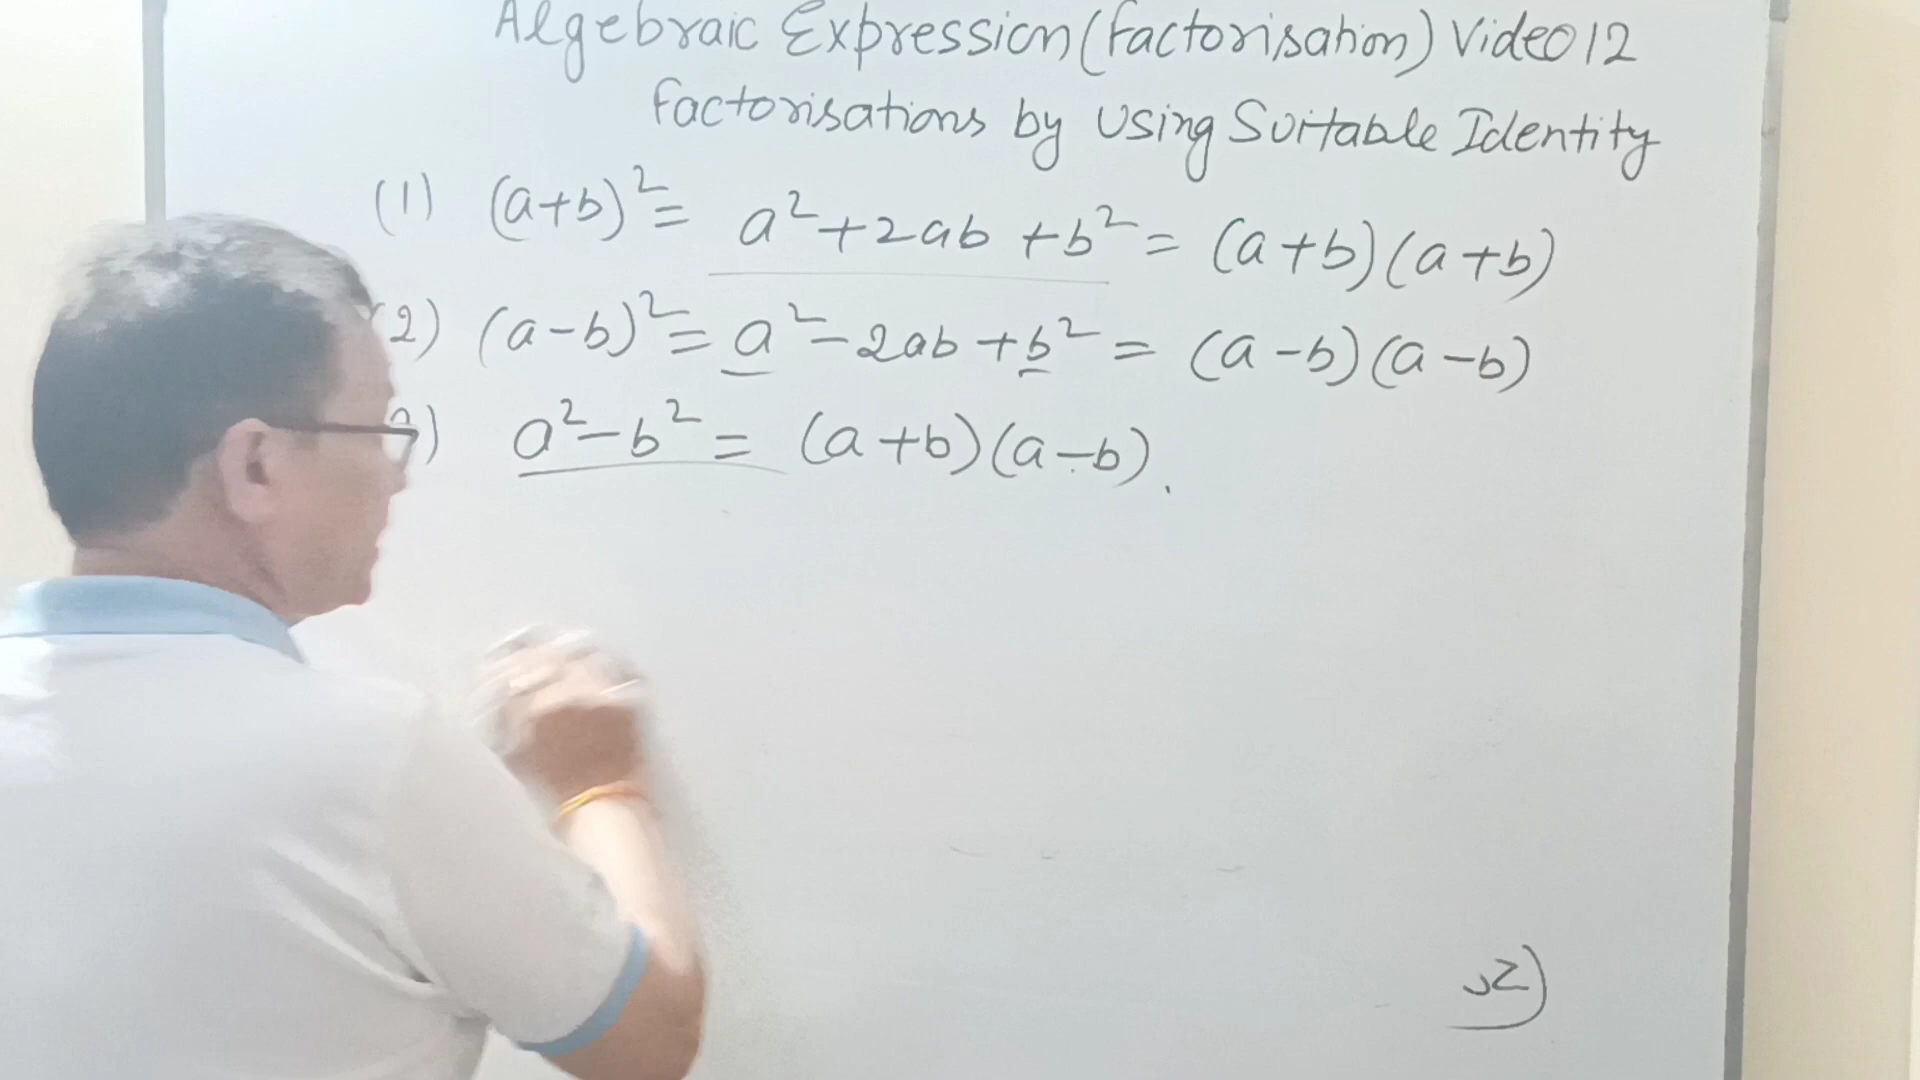 Algebraic Expression (factorisation) Video 12
factorisations by Using Suitable Identity
(1) (a+b)² = a²+2ab+b² = (a+b)(a+b)
(2) (a-b)² = a²-2ab+b² = (a-b)(a-b)
) a²-b² = (a+b)(a-b).